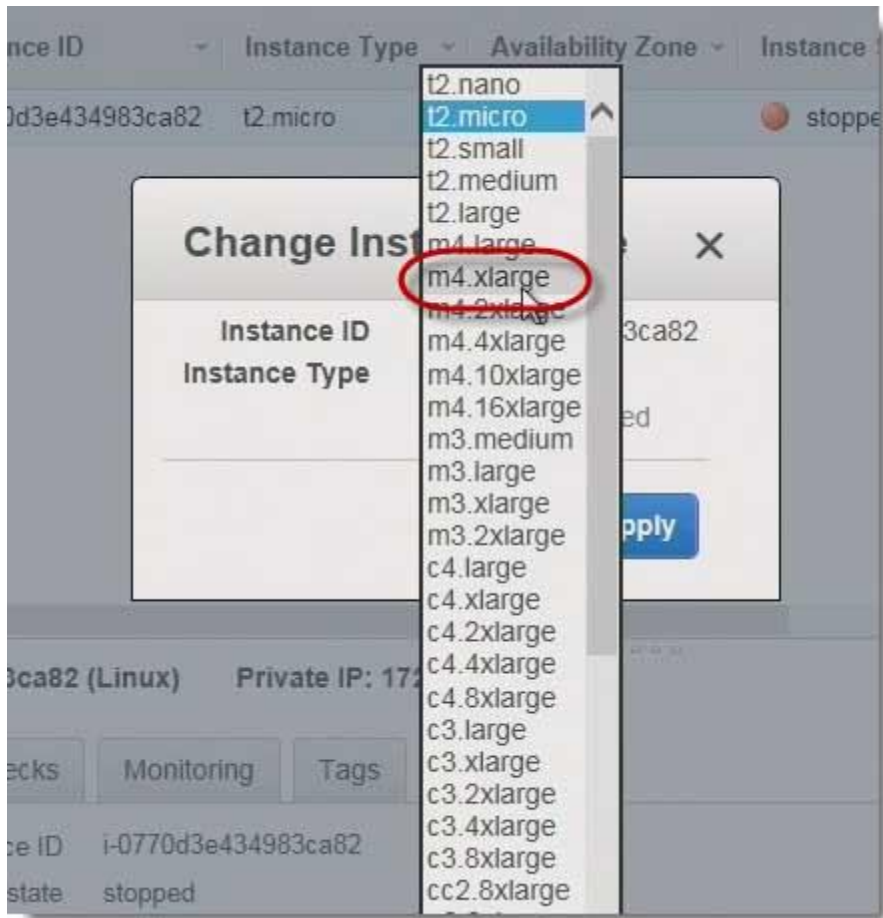 nce ID Instance Type Availability Zone Instance
0d3e434983ca82 t2.micro stoppe
t2.nano
t2.micro
t2.small
t2.medium
t2.large
m4.large
m4.xlarge
m4.2xlarge
m4.4xlarge
m4.10xlarge
m4.16xlarge
m3.medium
m3.large
m3.xlarge
m3.2xlarge
c4.large
c4.xlarge
c4.2xlarge
c4.4xlarge
c4.8xlarge
c3.large
c3.xlarge
c3.2xlarge
c3.4xlarge
c3.8xlarge
cc2.8xlarge
Change Inst
Instance ID 3ca82
Instance Type
ed
pply
3ca82 (Linux) Private IP: 172
ecks Monitoring Tags
ce ID i-0770d3e434983ca82
state stopped